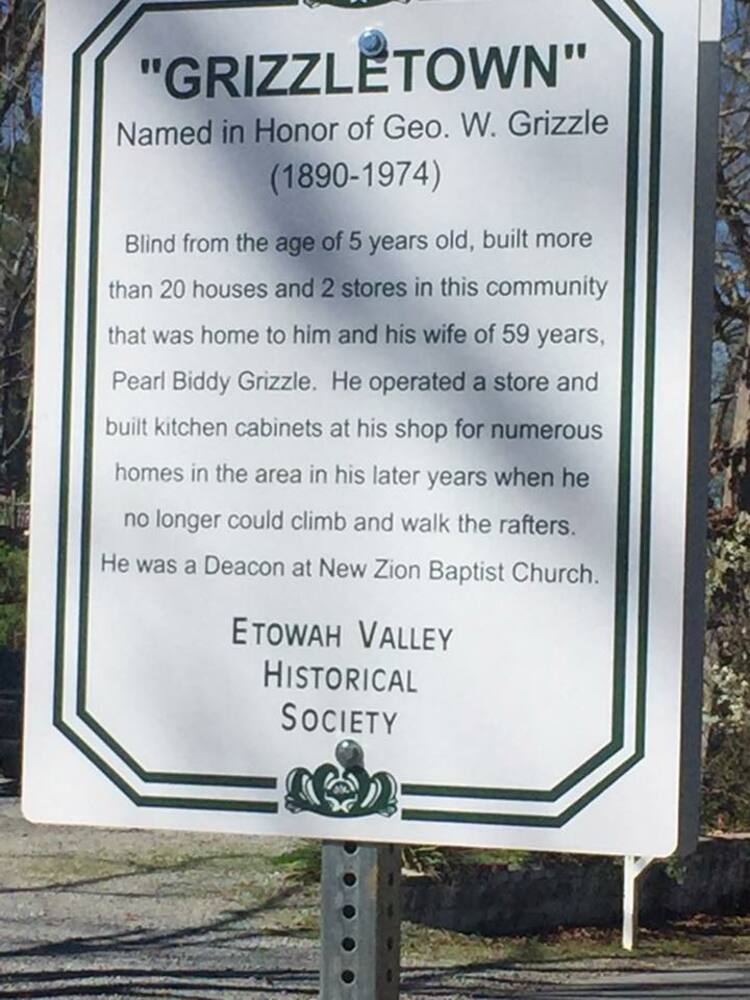 "GRIZZLETOWN"
Named in Honor of Geo. W. Grizzle
(1890-1974)
Blind from the age of 5 years old, built more
than 20 houses and 2 stores in this community
that was home to him and his wife of 59 years,
Pearl Biddy Grizzle. He operated a store and
built kitchen cabinets at his shop for numerous
homes in the area in his later years when he
no longer could climb and walk the rafters.
He was a Deacon at New Zion Baptist Church.
ETOWAH VALLEY
HISTORICAL
SOCIETY